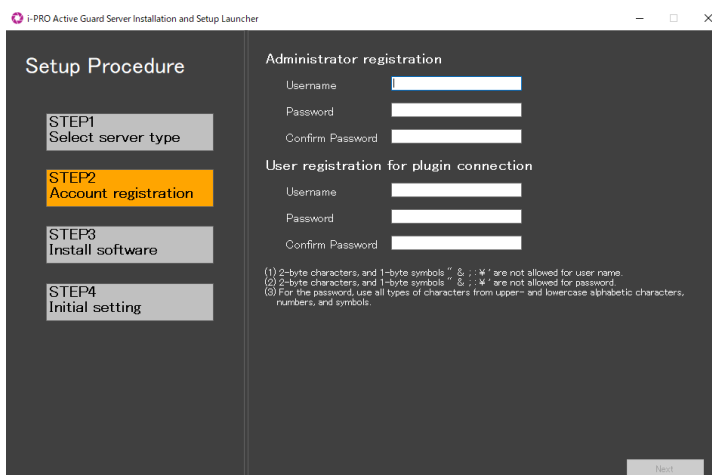 i-PRO Active Guard Server Installation and Setup Launcher
Setup Procedure
STEP1
Select server type
STEP2
Account registration
STEP3
Install software
STEP4
Initial setting
Administrator registration
Username
Password
Confirm Password
User registration for plugin connection
Username
Password
Confirm Password
(1) 2-byte characters, and 1-byte symbols " & ; : ¥ ' are not allowed for user name.
(2) 2-byte characters, and 1-byte symbols " & ; : ¥ ' are not allowed for password.
(3) For the password, use all types of characters from upper- and lowercase alphabetic characters,
numbers, and symbols.
Next